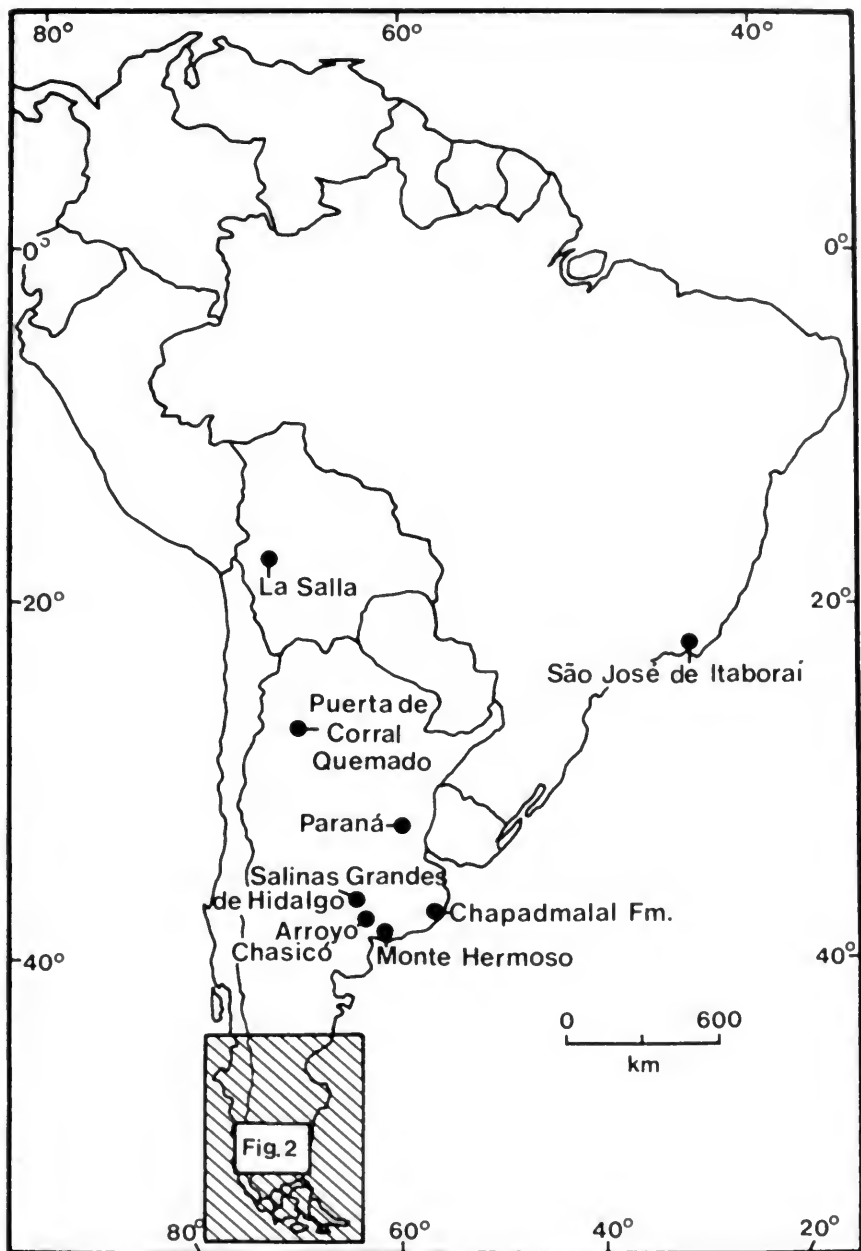 80°
60°
40°
0°
0°
La Salla
20°
20°
São José de Itaboraí
Puerta de
Corral
Quemado
Paraná
Salinas Grandes
de Hidalgo
Chapadmalal Fm.
Arroyo
Chasicó
Monte Hermoso
40°
40°
0
600
km
Fig. 2
80°
60°
40°
20°